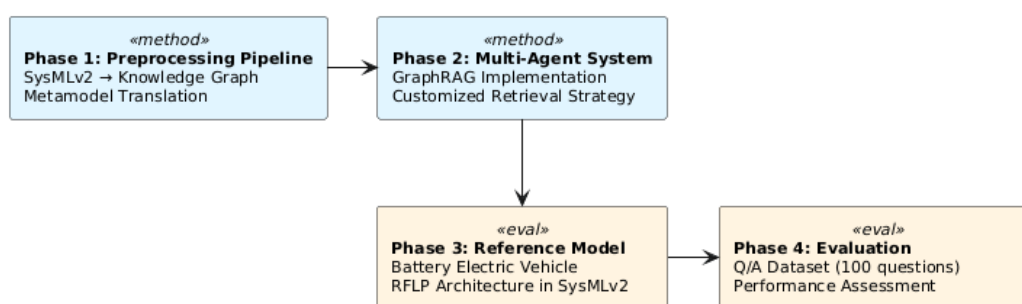 «method»
Phase 1: Preprocessing Pipeline
SysMLv2 → Knowledge Graph
Metamodel Translation
«method»
Phase 2: Multi-Agent System
GraphRAG Implementation
Customized Retrieval Strategy
«eval»
Phase 3: Reference Model
Battery Electric Vehicle
RFLP Architecture in SysMLv2
«eval»
Phase 4: Evaluation
Q/A Dataset (100 questions)
Performance Assessment